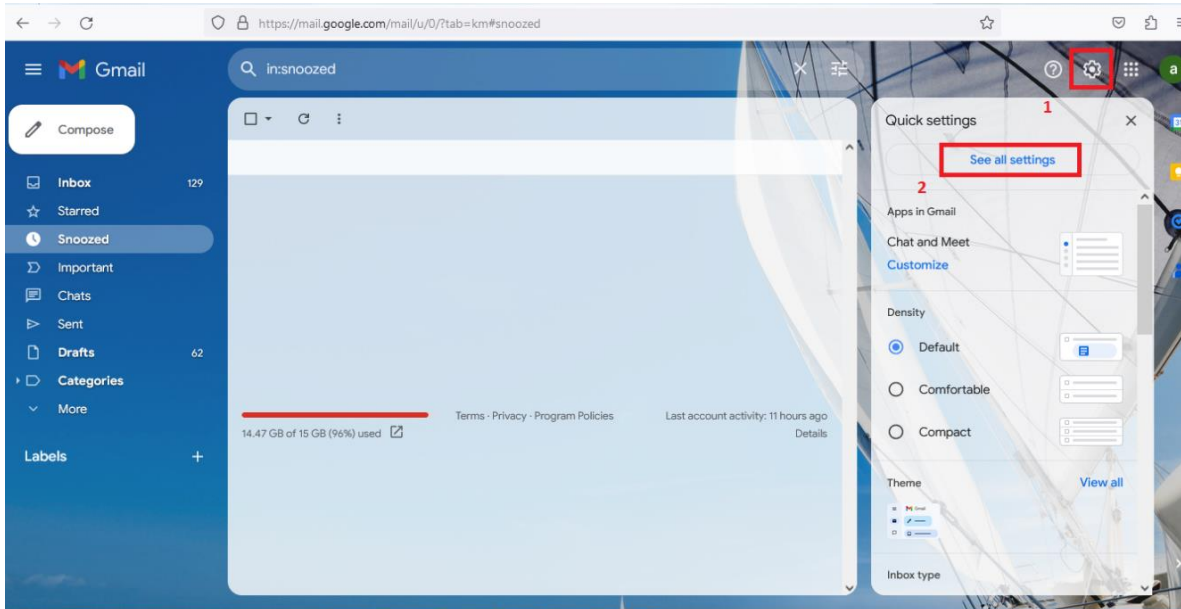 https://mail.google.com/mail/u/0/?tab=km#snoozed
Gmail
in:snoozed
a
1
Compose
Inbox 129
Starred
Snoozed
Important
Chats
Sent
Drafts 62
Categories
More
Labels +
Terms · Privacy · Program Policies
Last account activity: 11 hours ago
14.47 GB of 15 GB (96%) used
Details
Quick settings
See all settings
2
Apps in Gmail
Chat and Meet
Customize
Density
Default
Comfortable
Compact
Theme View all
Gmail
Inbox type
31